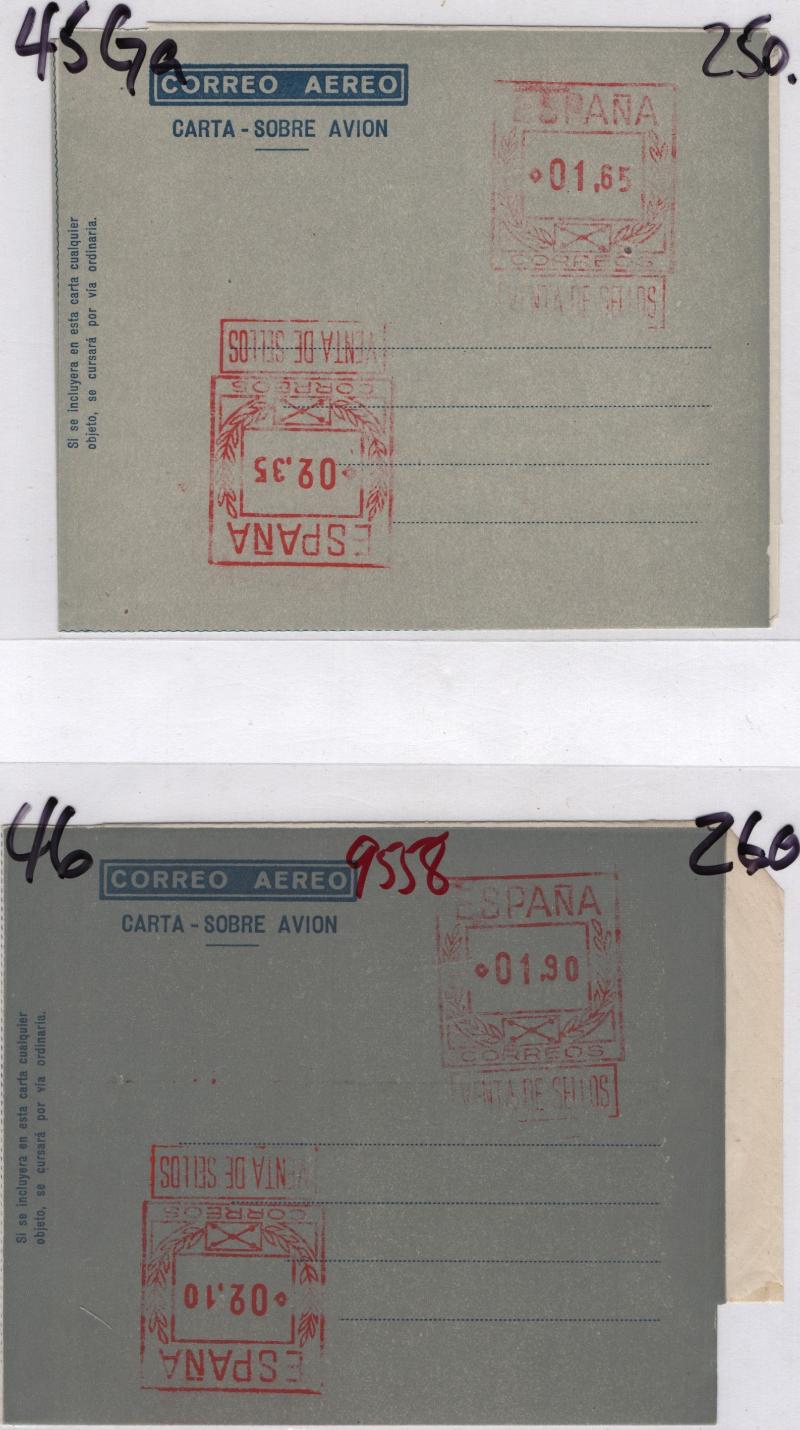 45Ga
250.
CORREO AEREO
CARTA - SOBRE AVION
ESPAÑA
01,65
CORREOS
VENTA DE SELLOS
Si se incluyera en esta carta cualquier
objeto, se cursará por vía ordinaria.
VENTA DE SELLOS
CORREOS
02.35
ESPAÑA
46
9558
260
CORREO AEREO
CARTA - SOBRE AVION
ESPAÑA
01.90
CORREOS
VENTA DE SELLOS
Si se incluyera en esta carta cualquier
objeto, se cursará por vía ordinaria.
VENTA DE SELLOS
CORREOS
02.10
ESPAÑA